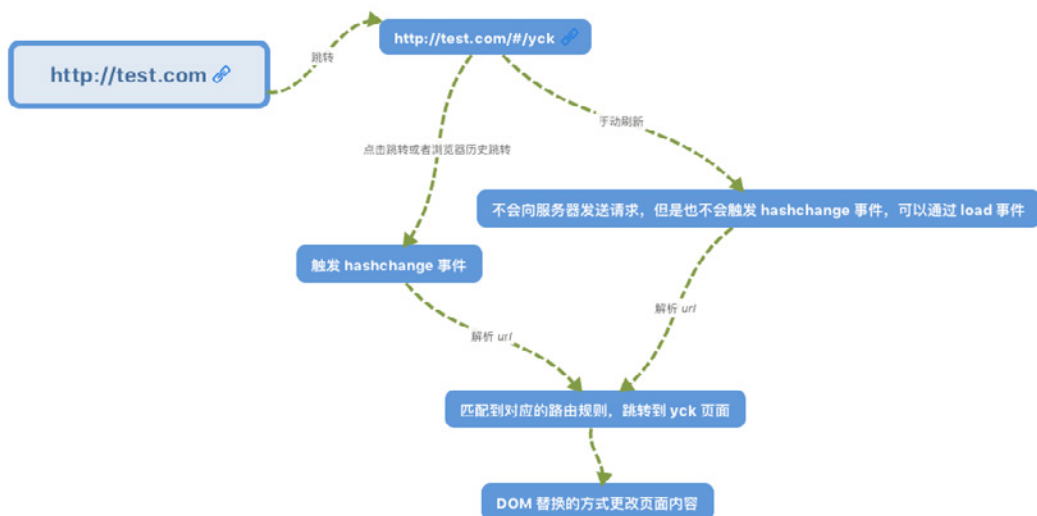 http://test.com/#/yck
http://test.com
跳转
手动刷新
点击跳转或者浏览器历史跳转
不会向服务器发送请求，但是也不会触发 hashchange 事件，可以通过 load 事件
触发 hashchange 事件
解析 url
解析 url
匹配到对应的路由规则，跳转到 yck 页面
DOM 替换的方式更改页面内容